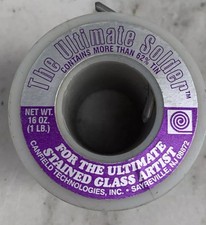 The Ultimate Solder™
CONTAINS MORE THAN 62% TIN
NET WT.
16 OZ.
(1 LB.)
FOR THE ULTIMATE
STAINED GLASS ARTIST
CANFIELD TECHNOLOGIES, INC. • SAYREVILLE, NJ 08872